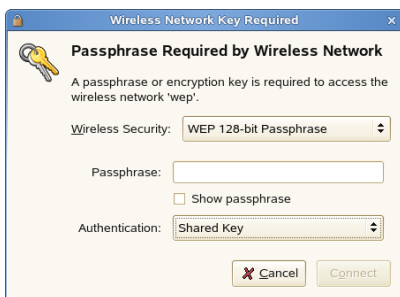 Wireless Network Key Required
Passphrase Required by Wireless Network
A passphrase or encryption key is required to access the
wireless network 'wep'.
Wireless Security: WEP 128-bit Passphrase
Passphrase:
Show passphrase
Authentication: Shared Key
Cancel Connect